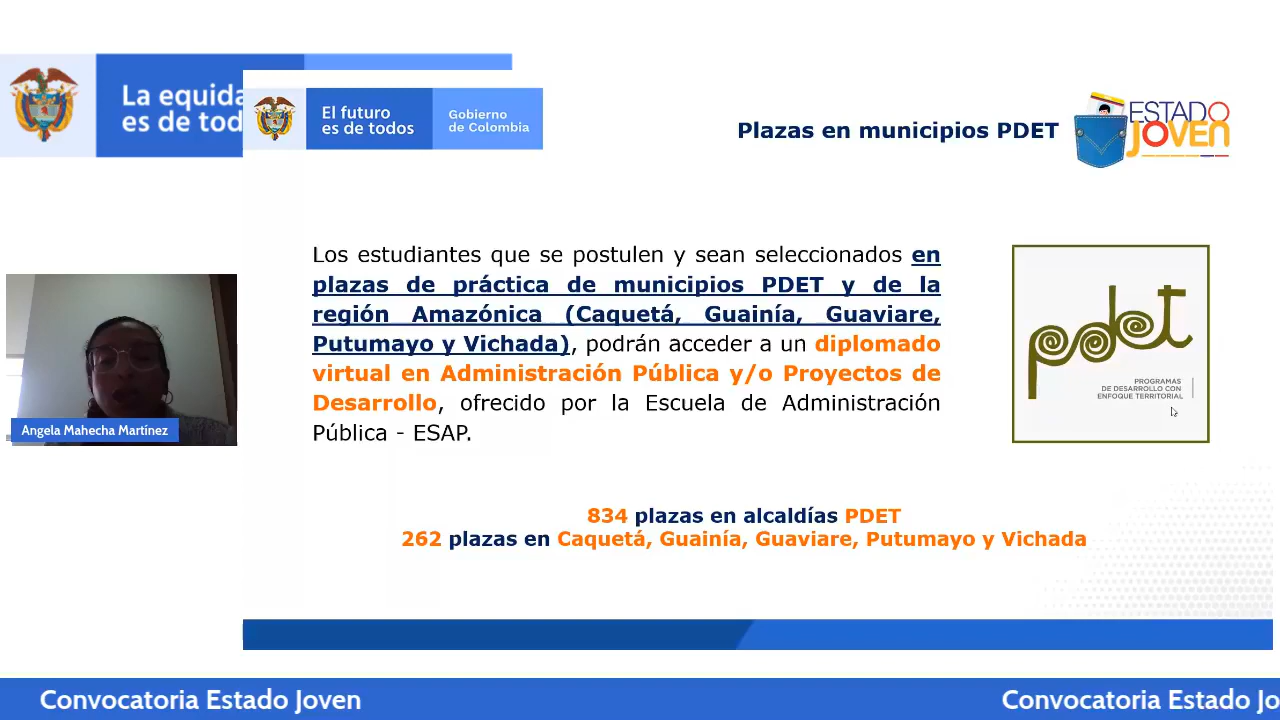 La equida
es de tod
El futuro
es de todos
Gobierno
de Colombia
Plazas en municipios PDET
ESTADO
JOVEN
Los estudiantes que se postulen y sean seleccionados en
plazas de práctica de municipios PDET y de la
región Amazónica (Caquetá, Guainía, Guaviare,
Putumayo y Vichada), podrán acceder a un diplomado
virtual en Administración Pública y/o Proyectos de
Desarrollo, ofrecido por la Escuela de Administración
Pública - ESAP.
pdet
PROGRAMAS
DE DESARROLLO CON
ENFOQUE TERRITORIAL
Angela Mahecha Martínez
834 plazas en alcaldías PDET
262 plazas en Caquetá, Guainía, Guaviare, Putumayo y Vichada
Convocatoria Estado Joven
Convocatoria Estado Jo